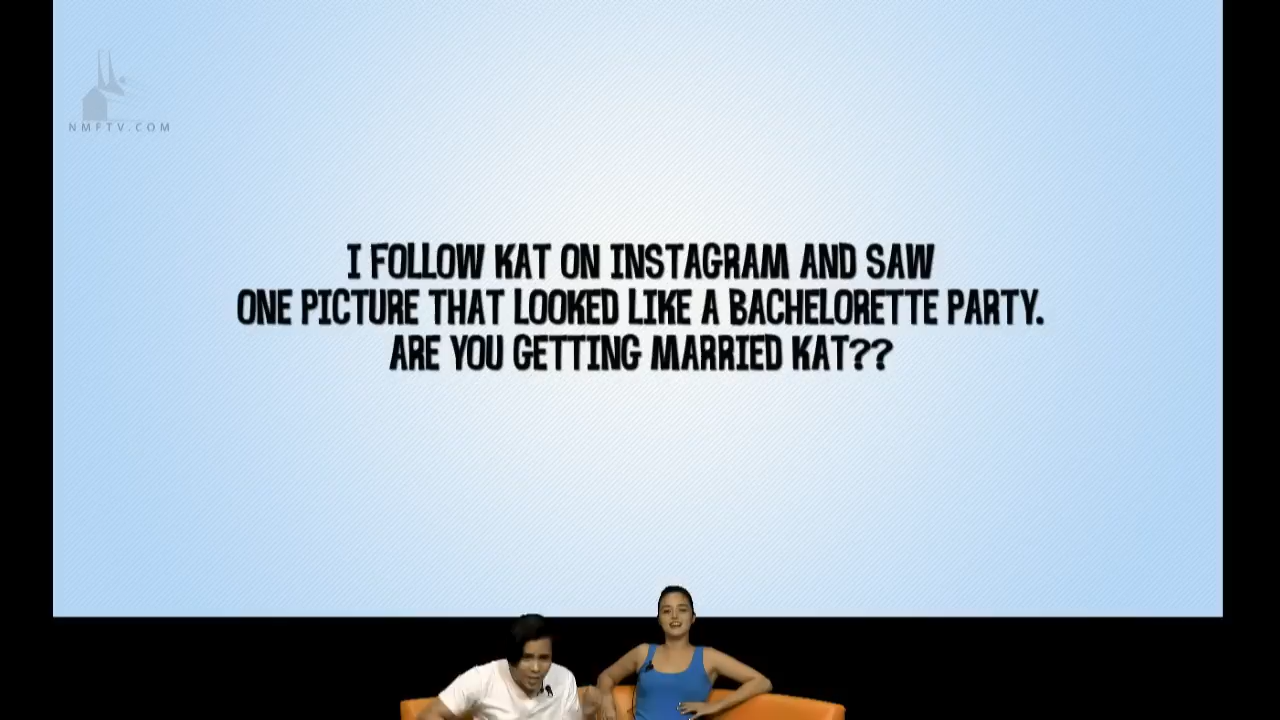 NMFTV.COM
I FOLLOW KAT ON INSTAGRAM AND SAW
ONE PICTURE THAT LOOKED LIKE A BACHELORETTE PARTY.
ARE YOU GETTING MARRIED KAT??